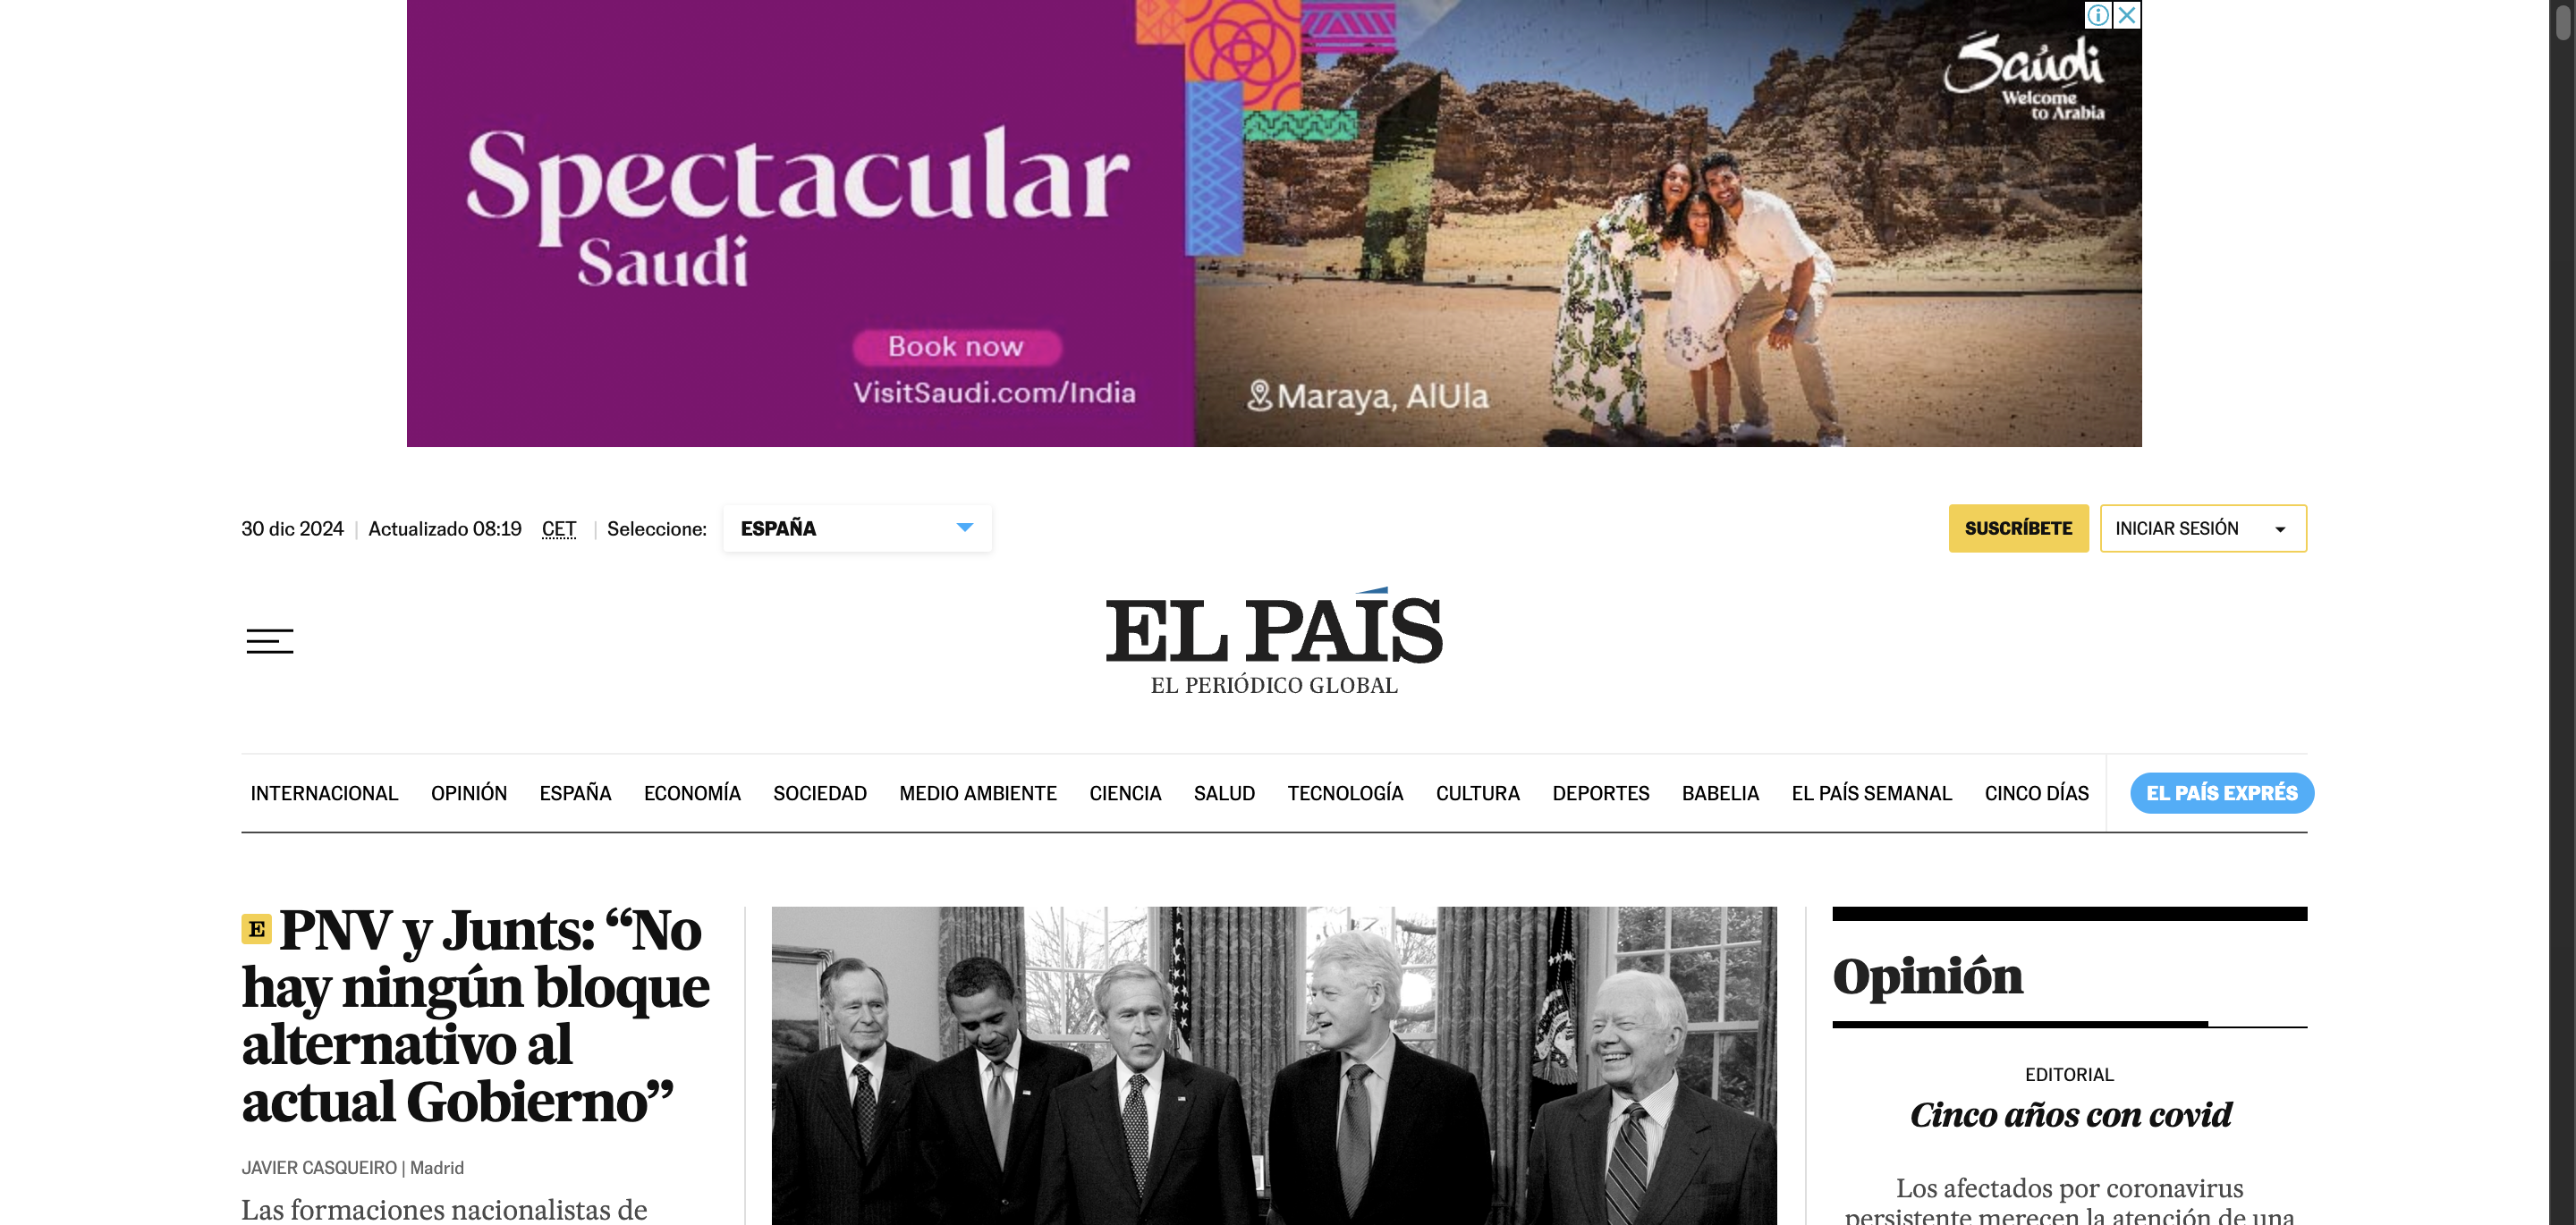 Spectacular
Saudi
Book now
VisitSaudi.com/India
Maraya, AlUla
Saudi
Welcome
to Arabia
30 dic 2024 | Actualizado 08:19 CET | Seleccione: ESPAÑA
SUSCRÍBETE
INICIAR SESIÓN
EL PAÍS
EL PERIÓDICO GLOBAL
INTERNACIONAL OPINIÓN ESPAÑA ECONOMÍA SOCIEDAD MEDIO AMBIENTE CIENCIA SALUD TECNOLOGÍA CULTURA DEPORTES BABELIA EL PAÍS SEMANAL CINCO DÍAS EL PAÍS EXPRÉS
E PNV y Junts: “No
hay ningún bloque
alternativo al
actual Gobierno”
JAVIER CASQUEIRO | Madrid
Las formaciones nacionalistas de
Opinión
EDITORIAL
Cinco años con covid
Los afectados por coronavirus
persistente merecen la atención de una